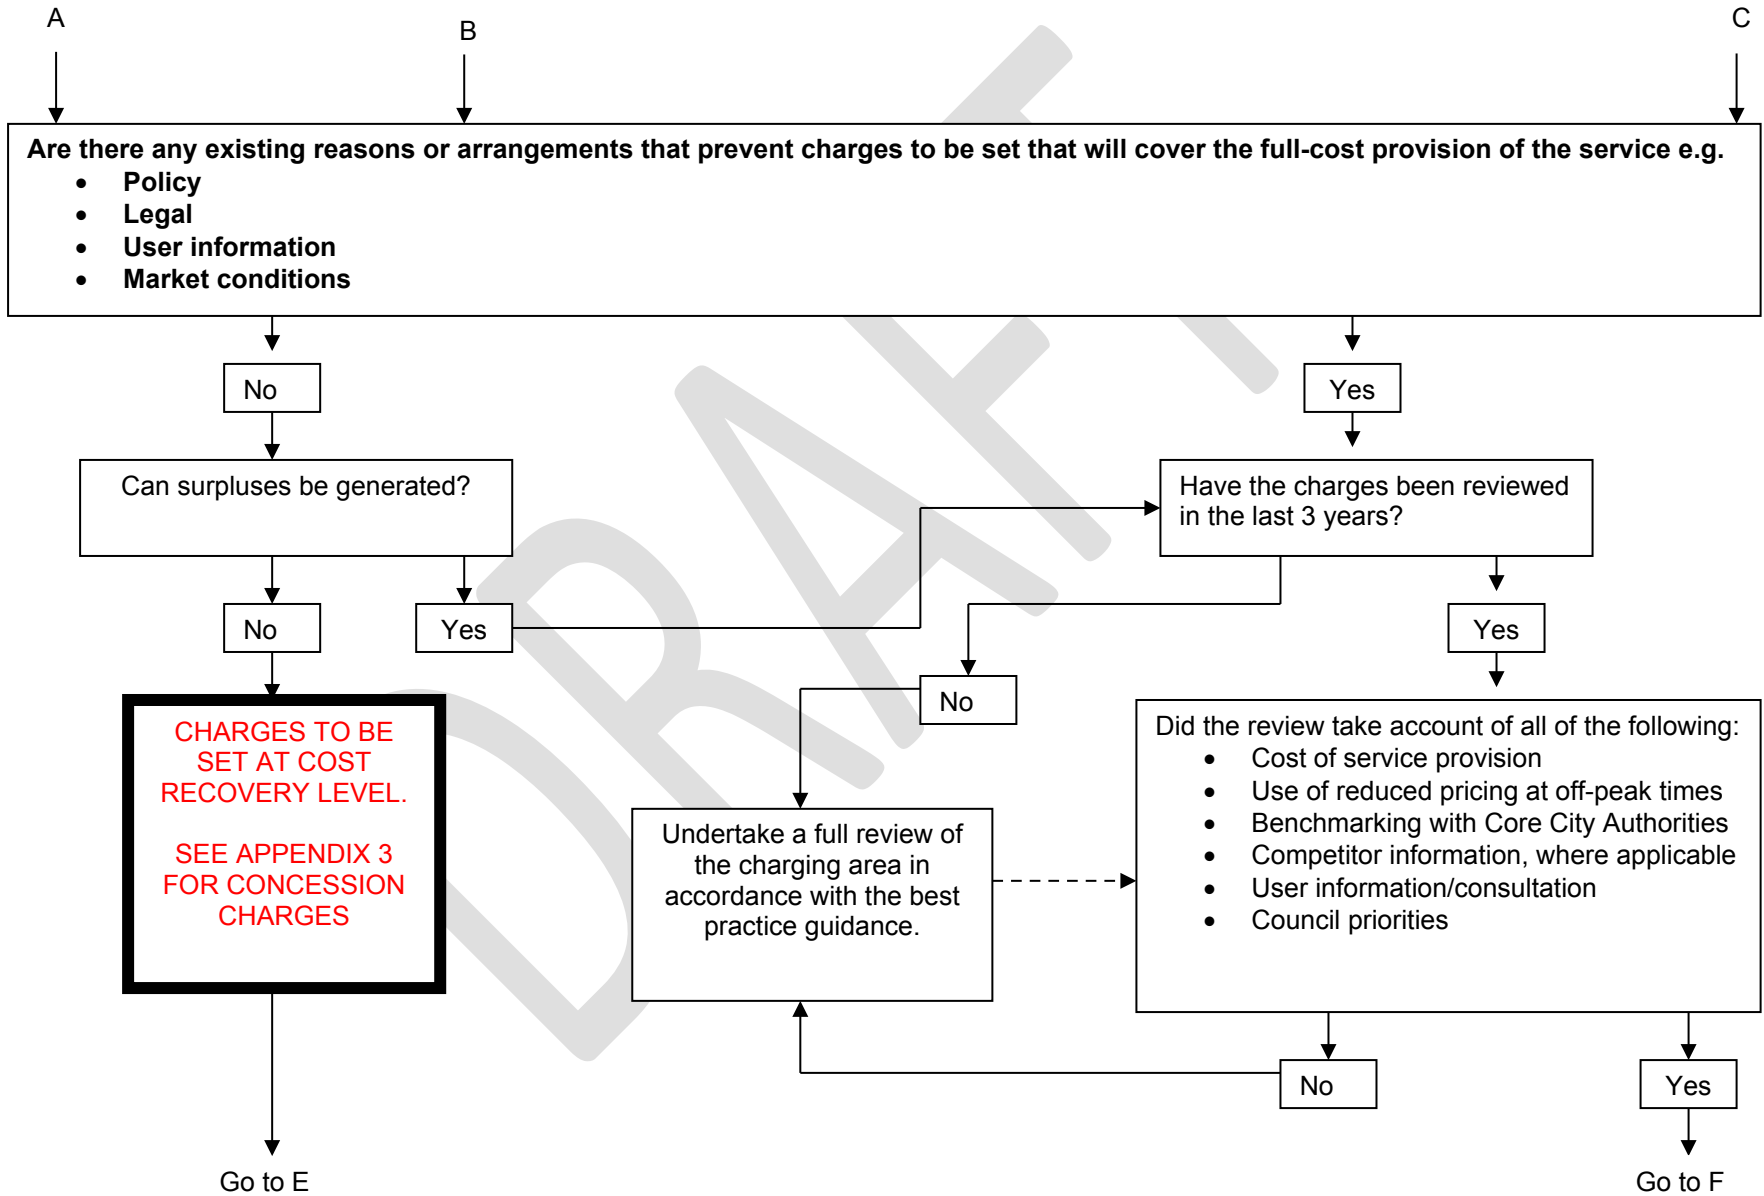 A
B
C
Are there any existing reasons or arrangements that prevent charges to be set that will cover the full-cost provision of the service e.g.
• Policy
• Legal
• User information
• Market conditions
No
Yes
Can surpluses be generated?
Have the charges been reviewed
in the last 3 years?
No
Yes
Yes
No
CHARGES TO BE
SET AT COST
RECOVERY LEVEL.
SEE APPENDIX 3
FOR CONCESSION
CHARGES
Undertake a full review of
the charging area in
accordance with the best
practice guidance.
Did the review take account of all of the following:
• Cost of service provision
• Use of reduced pricing at off-peak times
• Benchmarking with Core City Authorities
• Competitor information, where applicable
• User information/consultation
• Council priorities
No
Yes
Go to E
Go to F
DRAFT